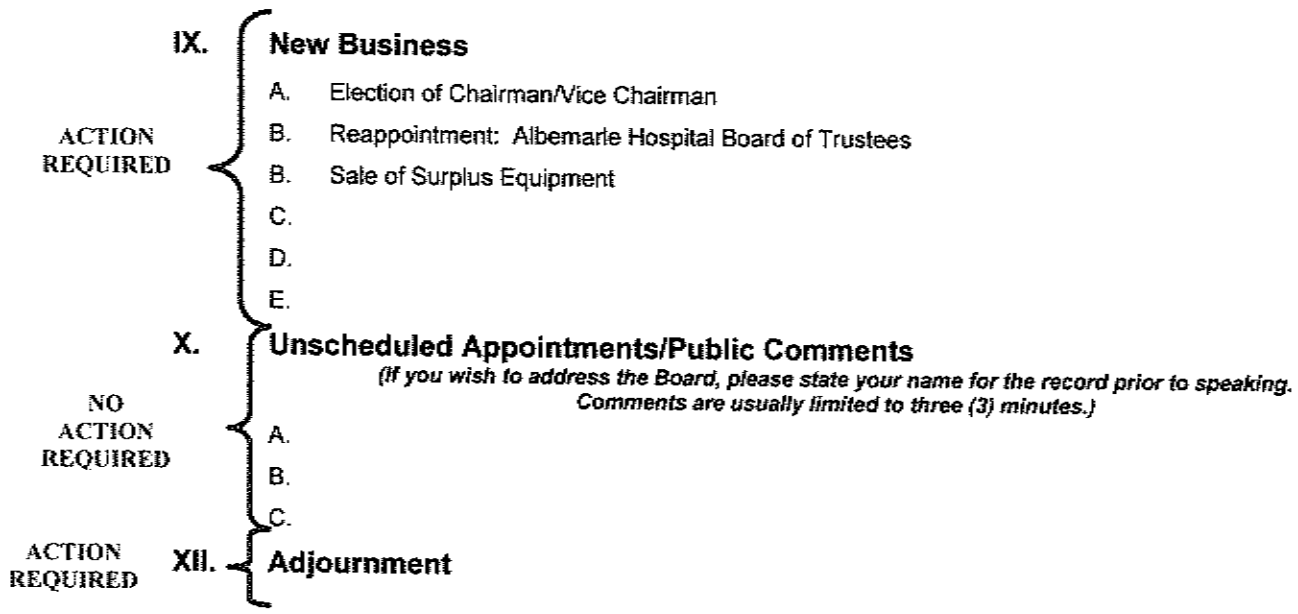 IX. New Business
A. Election of Chairman/Vice Chairman
ACTION REQUIRED
B. Reappointment: Albemarle Hospital Board of Trustees
B. Sale of Surplus Equipment
C.
D.
E.
X. Unscheduled Appointments/Public Comments
(If you wish to address the Board, please state your name for the record prior to speaking.
Comments are usually limited to three (3) minutes.)
NO
ACTION
REQUIRED
A.
B.
C.
ACTION
REQUIRED
XII. Adjournment